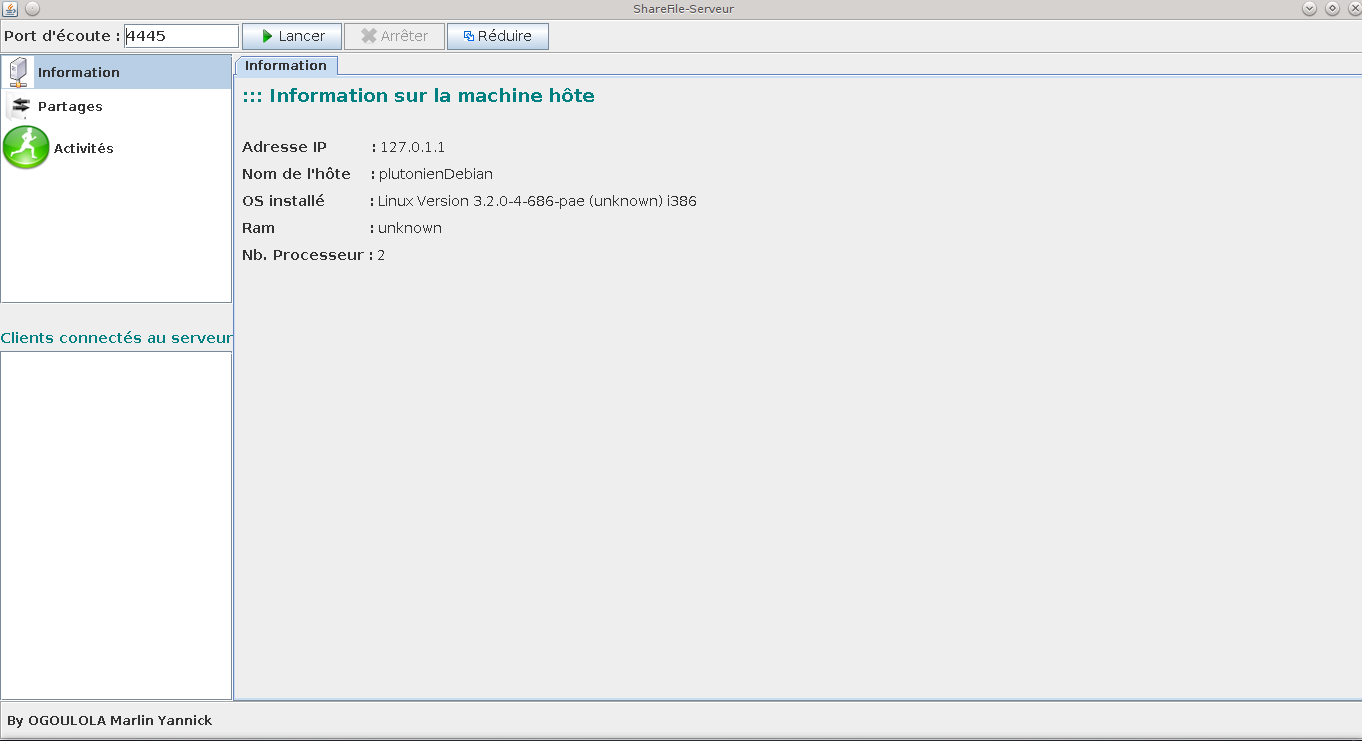 ShareFile-Serveur
Port d'écoute : 4445 Lancer Arrêter Réduire
Information
Partages
Activités
Clients connectés au serveur
Information
::: Information sur la machine hôte
Adresse IP : 127.0.1.1
Nom de l'hôte : plutonienDebian
OS installé : Linux Version 3.2.0-4-686-pae (unknown) i386
Ram : unknown
Nb. Processeur : 2
By OGOULOLA Marlin Yannick